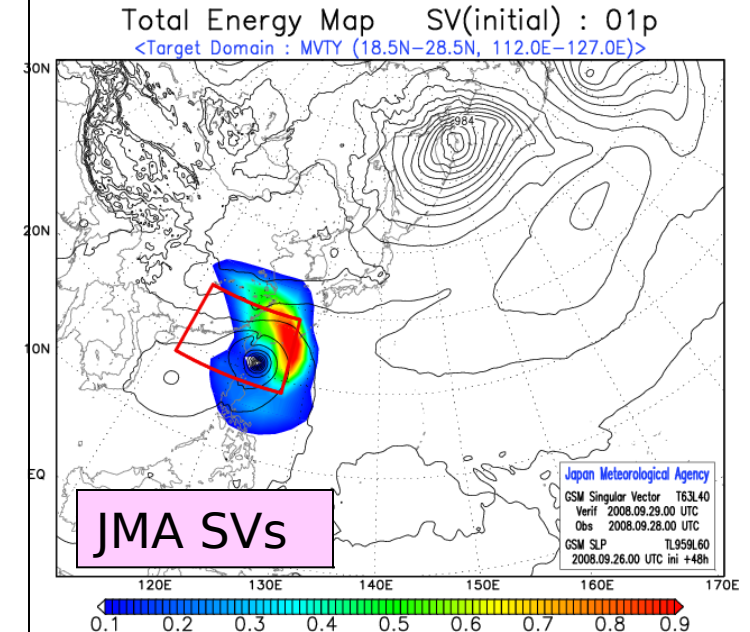 Total Energy Map SV(initial) : 01p
<Target Domain : MVTY (18.5N−28.5N, 112.0E−127.0E)>
30N
984
20N
10N
EQ
JMA SVs
Japan Meteorological Agency
GSM Singular Vector T63L40
Verif 2008.09.29.00 UTC
Obs 2008.09.28.00 UTC
GSM SLP TL959L60
2008.09.26.00 UTC ini +48h
120E 130E 140E 150E 160E 170E
0.1 0.2 0.3 0.4 0.5 0.6 0.7 0.8 0.9